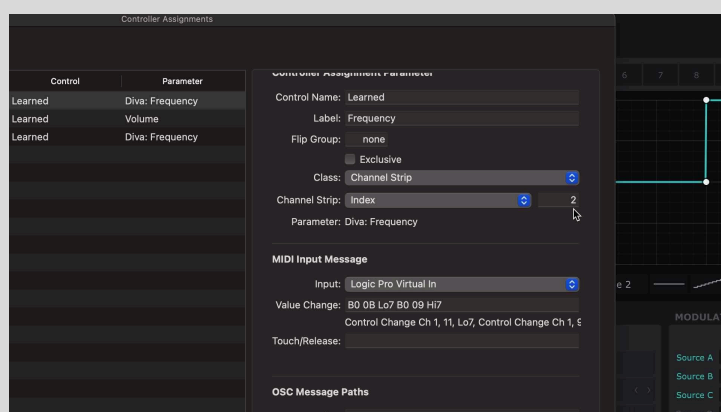 Controller Assignments
Control Parameter
Learned Diva: Frequency
Learned Volume
Learned Diva: Frequency
Controller Assignment Parameter
Control Name: Learned
Label: Frequency
Flip Group: none
Exclusive
Class: Channel Strip
Channel Strip: Index 2
Parameter: Diva: Frequency
MIDI Input Message
Input: Logic Pro Virtual In
Value Change: B0 0B Lo7 B0 09 Hi7
Control Change Ch 1, 11, Lo7, Control Change Ch 1, 9
Touch/Release:
OSC Message Paths
6 7 8
e 2
MODULA
Source A
Source B
Source C